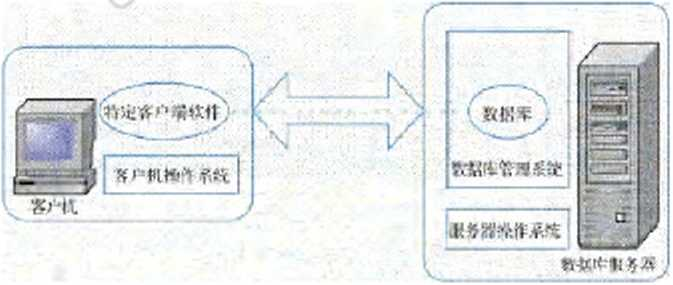 特定客户端软件
客户机操作系统
客户机
数据库
数据库管理系统
服务器操作系统
数据库服务器